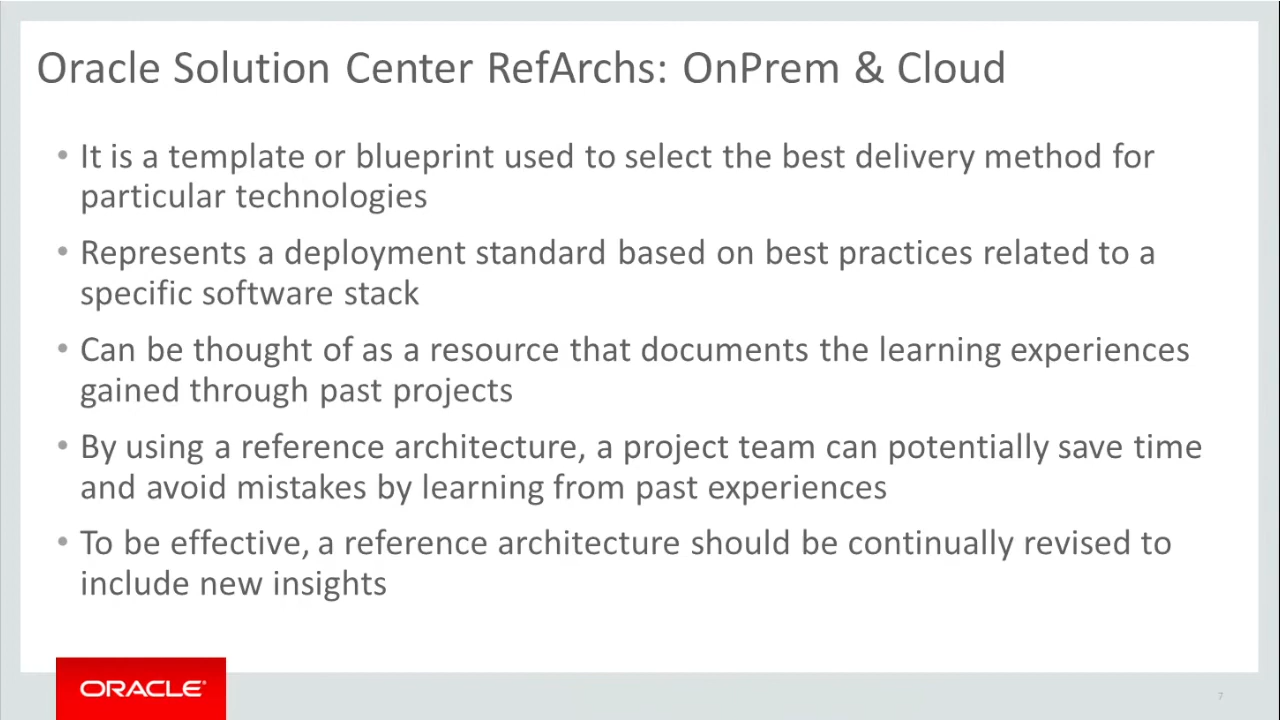 Oracle Solution Center RefArchs: OnPrem & Cloud
• It is a template or blueprint used to select the best delivery method for
particular technologies
• Represents a deployment standard based on best practices related to a
specific software stack
• Can be thought of as a resource that documents the learning experiences
gained through past projects
• By using a reference architecture, a project team can potentially save time
and avoid mistakes by learning from past experiences
• To be effective, a reference architecture should be continually revised to
include new insights
ORACLE®
7